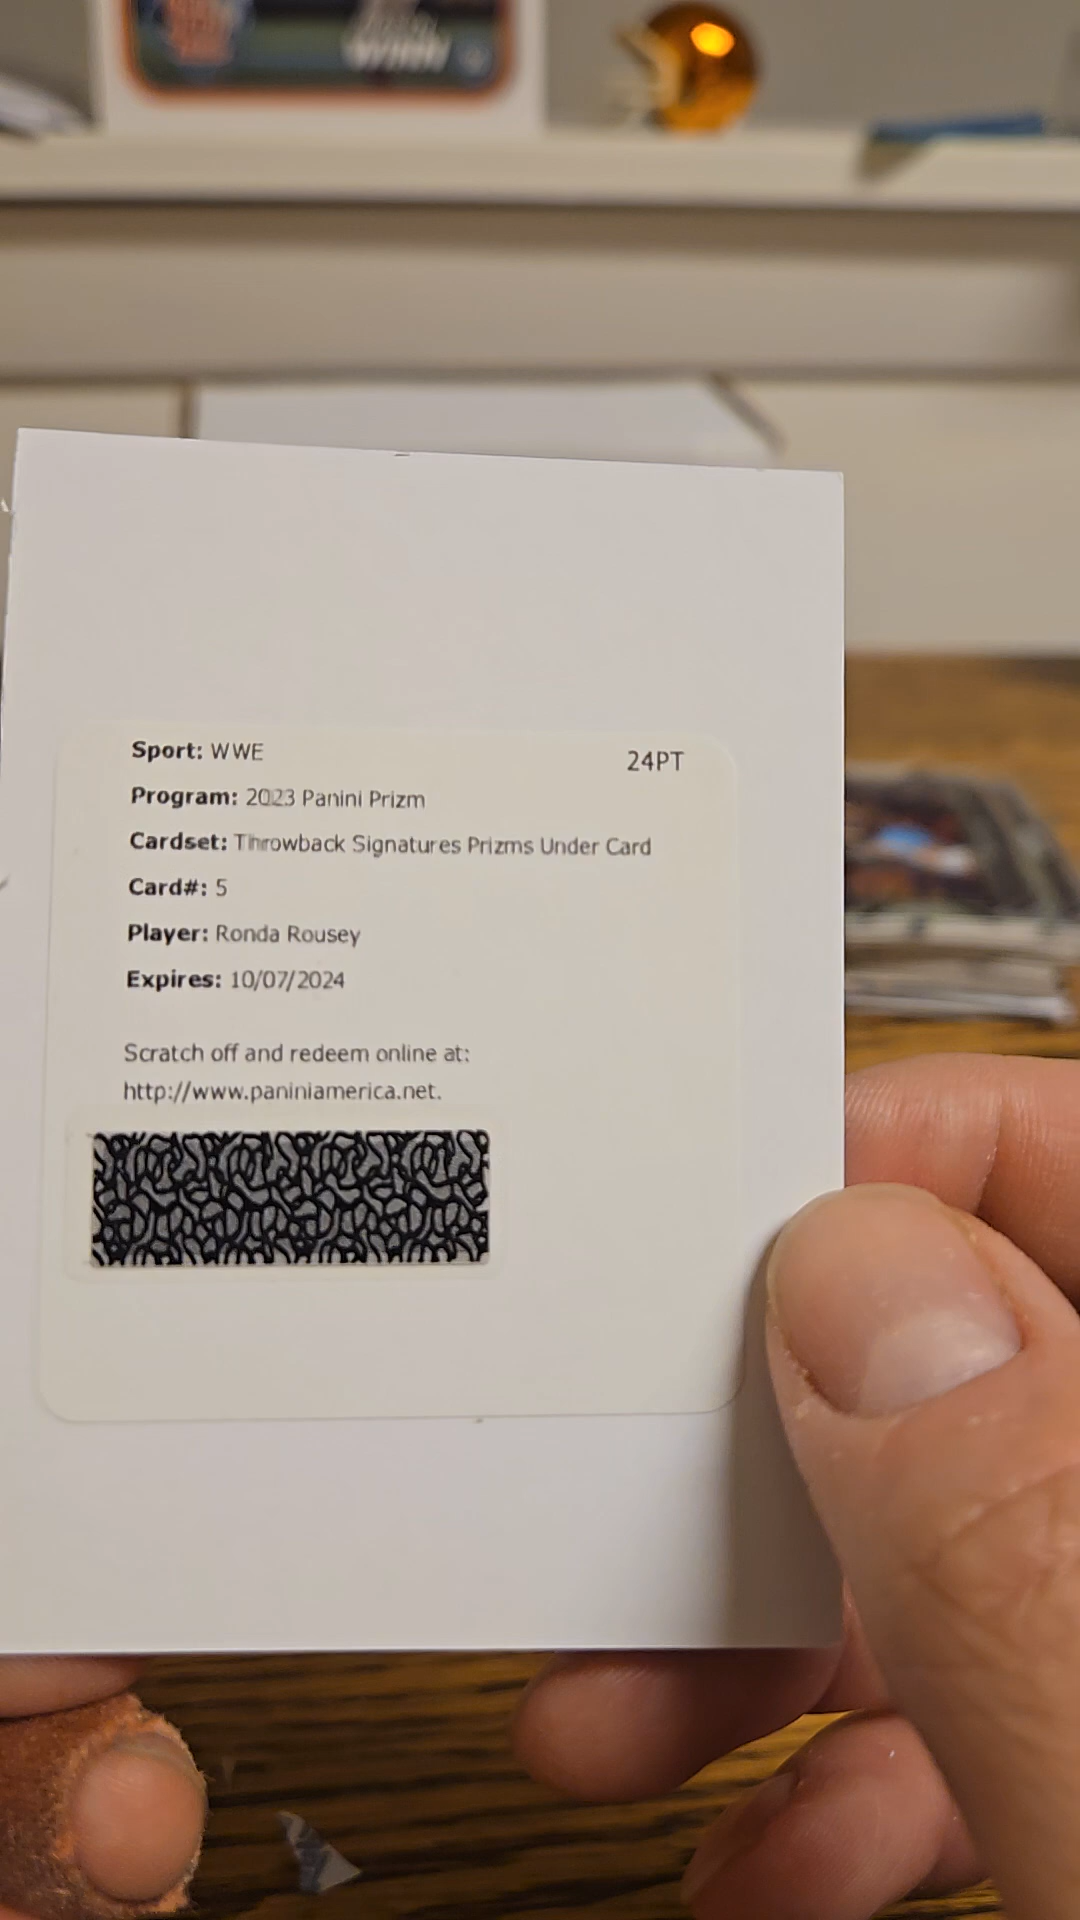 WINN
Sport: WWE 24PT
Program: 2023 Panini Prizm
Cardset: Throwback Signatures Prizms Under Card
Card#: 5
Player: Ronda Rousey
Expires: 10/07/2024
Scratch off and redeem online at:
http://www.paniniamerica.net.